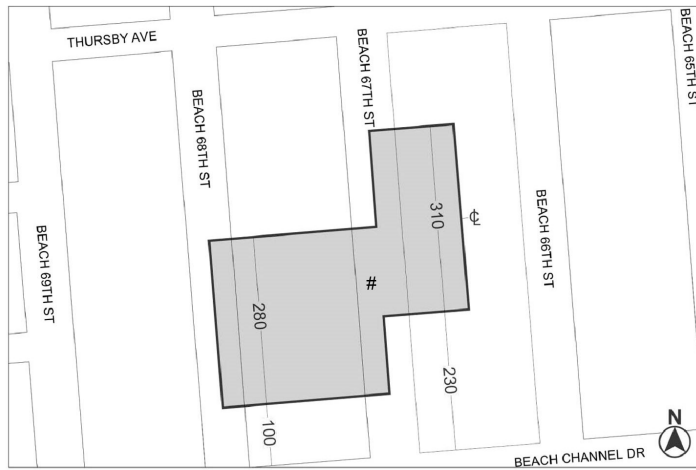 THURSBY AVE
BEACH 67TH ST
BEACH 65TH ST
BEACH 68TH ST
BEACH 66TH ST
BEACH 69TH ST
310
℄
#
280
230
100
N
BEACH CHANNEL DR